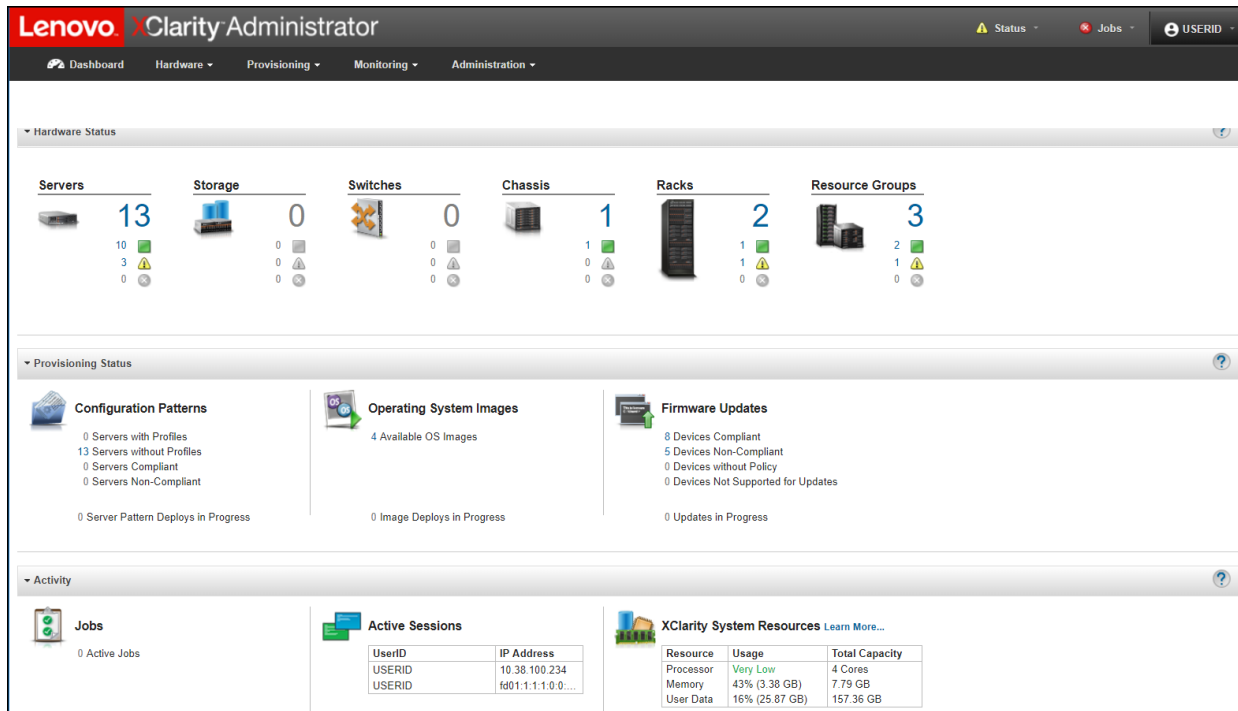 Lenovo. XClarity Administrator
Status
Jobs
USERID
Dashboard Hardware Provisioning Monitoring Administration
Hardware Status
?
Servers Storage Switches Chassis Racks Resource Groups
13 0 0 1 2 3
10 0 0 1 1 2
3 0 0 0 1 1
0 0 0 0 0 0
Provisioning Status
?
Configuration Patterns
0 Servers with Profiles
13 Servers without Profiles
0 Servers Compliant
0 Servers Non-Compliant
0 Server Pattern Deploys in Progress
OS
OS
Operating System Images
4 Available OS Images
0 Image Deploys in Progress
Firmware Updates
8 Devices Compliant
5 Devices Non-Compliant
0 Devices without Policy
0 Devices Not Supported for Updates
0 Updates in Progress
Activity
?
Jobs
0 Active Jobs
Active Sessions
UserID IP Address
USERID 10.38.100.234
USERID fd01:1:1:1:0:0:...
XClarity System Resources Learn More...
Resource Usage Total Capacity
Processor Very Low 4 Cores
Memory 43% (3.38 GB) 7.79 GB
User Data 16% (25.87 GB) 157.36 GB